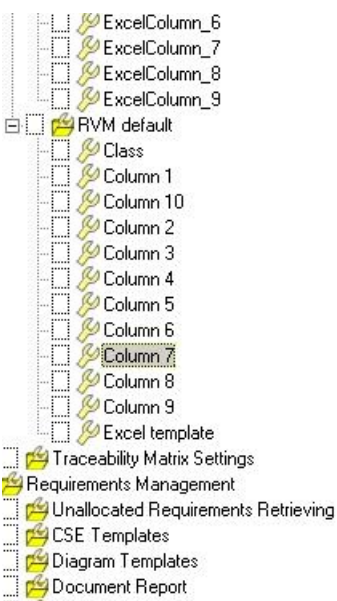 ExcelColumn_6
ExcelColumn_7
ExcelColumn_8
ExcelColumn_9
RVM default
Class
Column 1
Column 10
Column 2
Column 3
Column 4
Column 5
Column 6
Column 7
Column 8
Column 9
Excel template
Traceability Matrix Settings
Requirements Management
Unallocated Requirements Retrieving
CSE Templates
Diagram Templates
Document Report